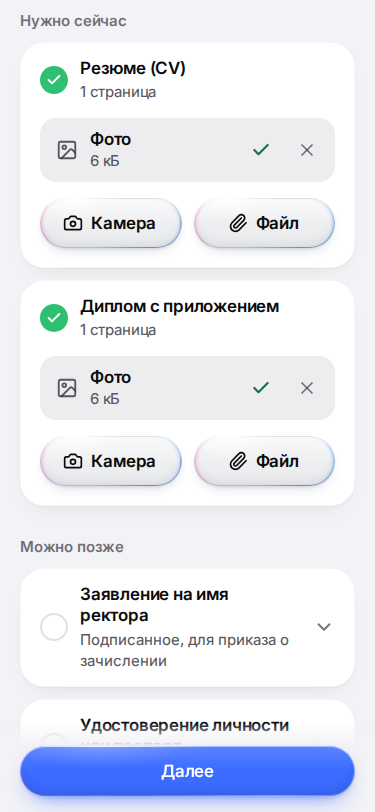 Нужно сейчас
Резюме (CV)
1 страница
Фото
6 кБ
Камера
Файл
Диплом с приложением
1 страница
Фото
6 кБ
Камера
Файл
Можно позже
Заявление на имя
ректора
Подписанное, для приказа о
зачислении
Удостоверение личности
Далее